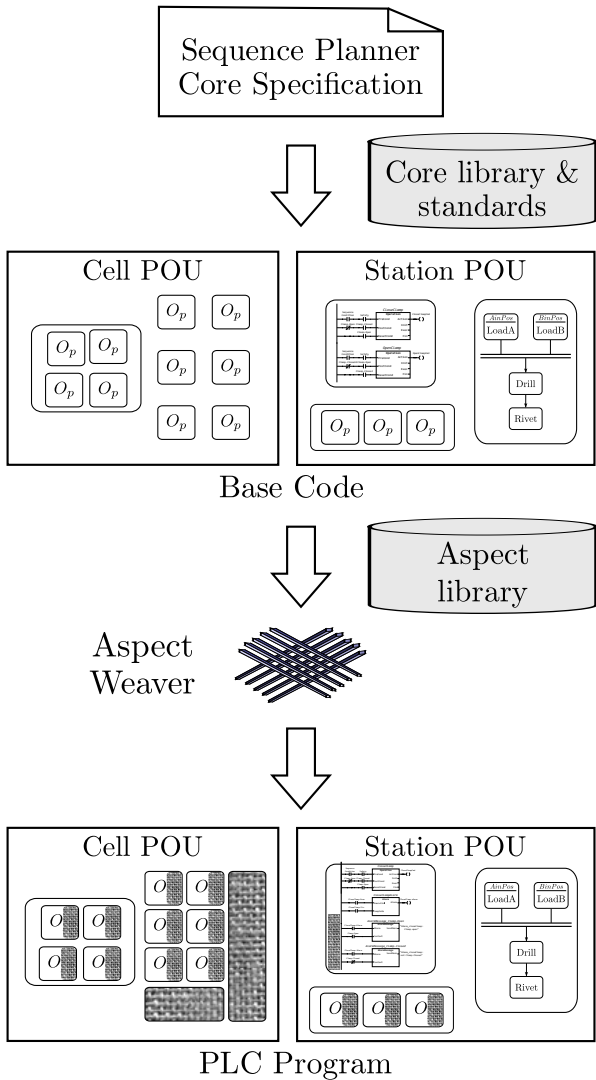 Sequence Planner
Core Specification
Core library &
standards
Cell POU
Station POU
Op Op
Op Op
Op Op
Op Op
Op Op
Op Op Op
AinPos BinPos
LoadA LoadB
Drill
Rivet
Base Code
Aspect
library
Aspect
Weaver
Cell POU
Station POU
O O
O O
O O
O O
O O
O O O
AinPos BinPos
LoadA LoadB
Drill
Rivet
PLC Program